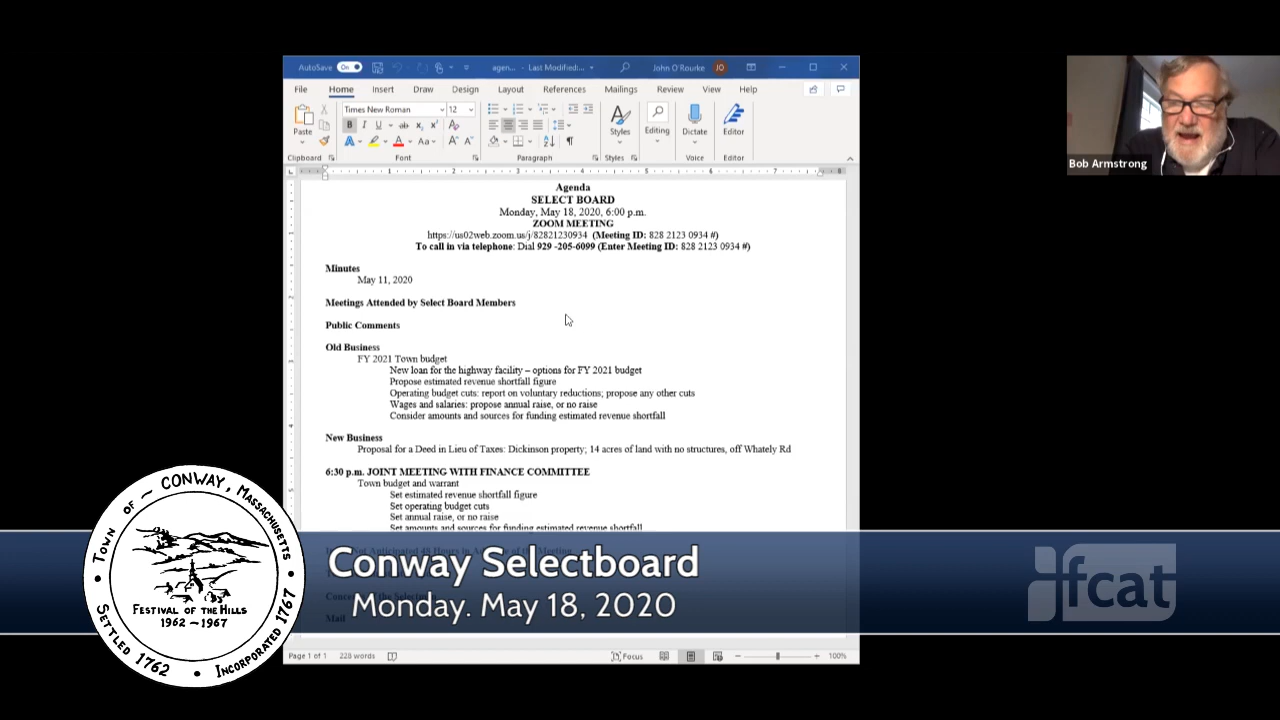 AutoSave On agen... - Last Modified: John O'Rourke JO
File Home Insert Draw Design Layout References Mailings Review View Help
Times New Roman 12
Paste Styles Editing Dictate Editor
Clipboard Font Paragraph Styles Voice Editor
Agenda
SELECT BOARD
Monday, May 18, 2020, 6:00 p.m.
ZOOM MEETING
https://us02web.zoom.us/j/82821230934 (Meeting ID: 828 2123 0934 #)
To call in via telephone: Dial 929 -205-6099 (Enter Meeting ID: 828 2123 0934 #)
Minutes
May 11, 2020
Meetings Attended by Select Board Members
Public Comments
Old Business
FY 2021 Town budget
New loan for the highway facility – options for FY 2021 budget
Propose estimated revenue shortfall figure
Operating budget cuts: report on voluntary reductions; propose any other cuts
Wages and salaries: propose annual raise, or no raise
Consider amounts and sources for funding estimated revenue shortfall
New Business
Proposal for a Deed in Lieu of Taxes: Dickinson property; 14 acres of land with no structures, off Whately Rd
6:30 p.m. JOINT MEETING WITH FINANCE COMMITTEE
Town budget and warrant
Set estimated revenue shortfall figure
Set operating budget cuts
Set annual raise, or no raise
Set amounts and sources for funding estimated revenue shortfall
Mail
Page 1 of 1 228 words Focus 100%
Bob Armstrong
TOWN OF ~ CONWAY, MASSACHUSETTS
FESTIVAL OF THE HILLS
1962 ~ 1967
SETTLED 1762 • INCORPORATED 1767
Conway Selectboard
Monday. May 18, 2020
fcat